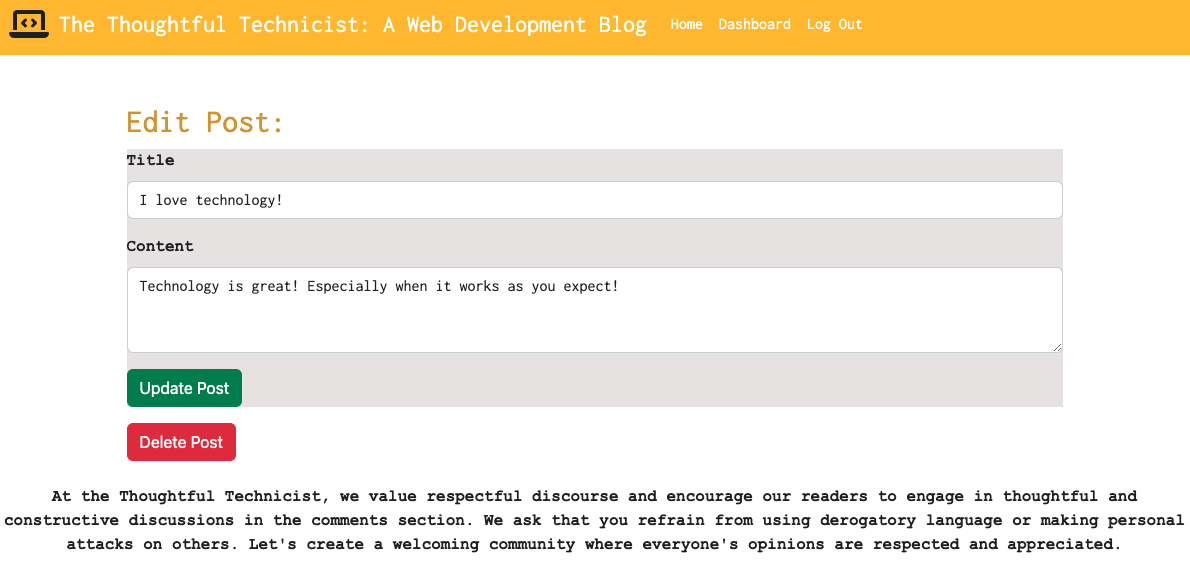 The Thoughtful Technicist: A Web Development Blog Home Dashboard Log Out
Edit Post:
Title
I love technology!
Content
Technology is great! Especially when it works as you expect!
Update Post
Delete Post
At the Thoughtful Technicist, we value respectful discourse and encourage our readers to engage in thoughtful and
constructive discussions in the comments section. We ask that you refrain from using derogatory language or making personal
attacks on others. Let's create a welcoming community where everyone's opinions are respected and appreciated.